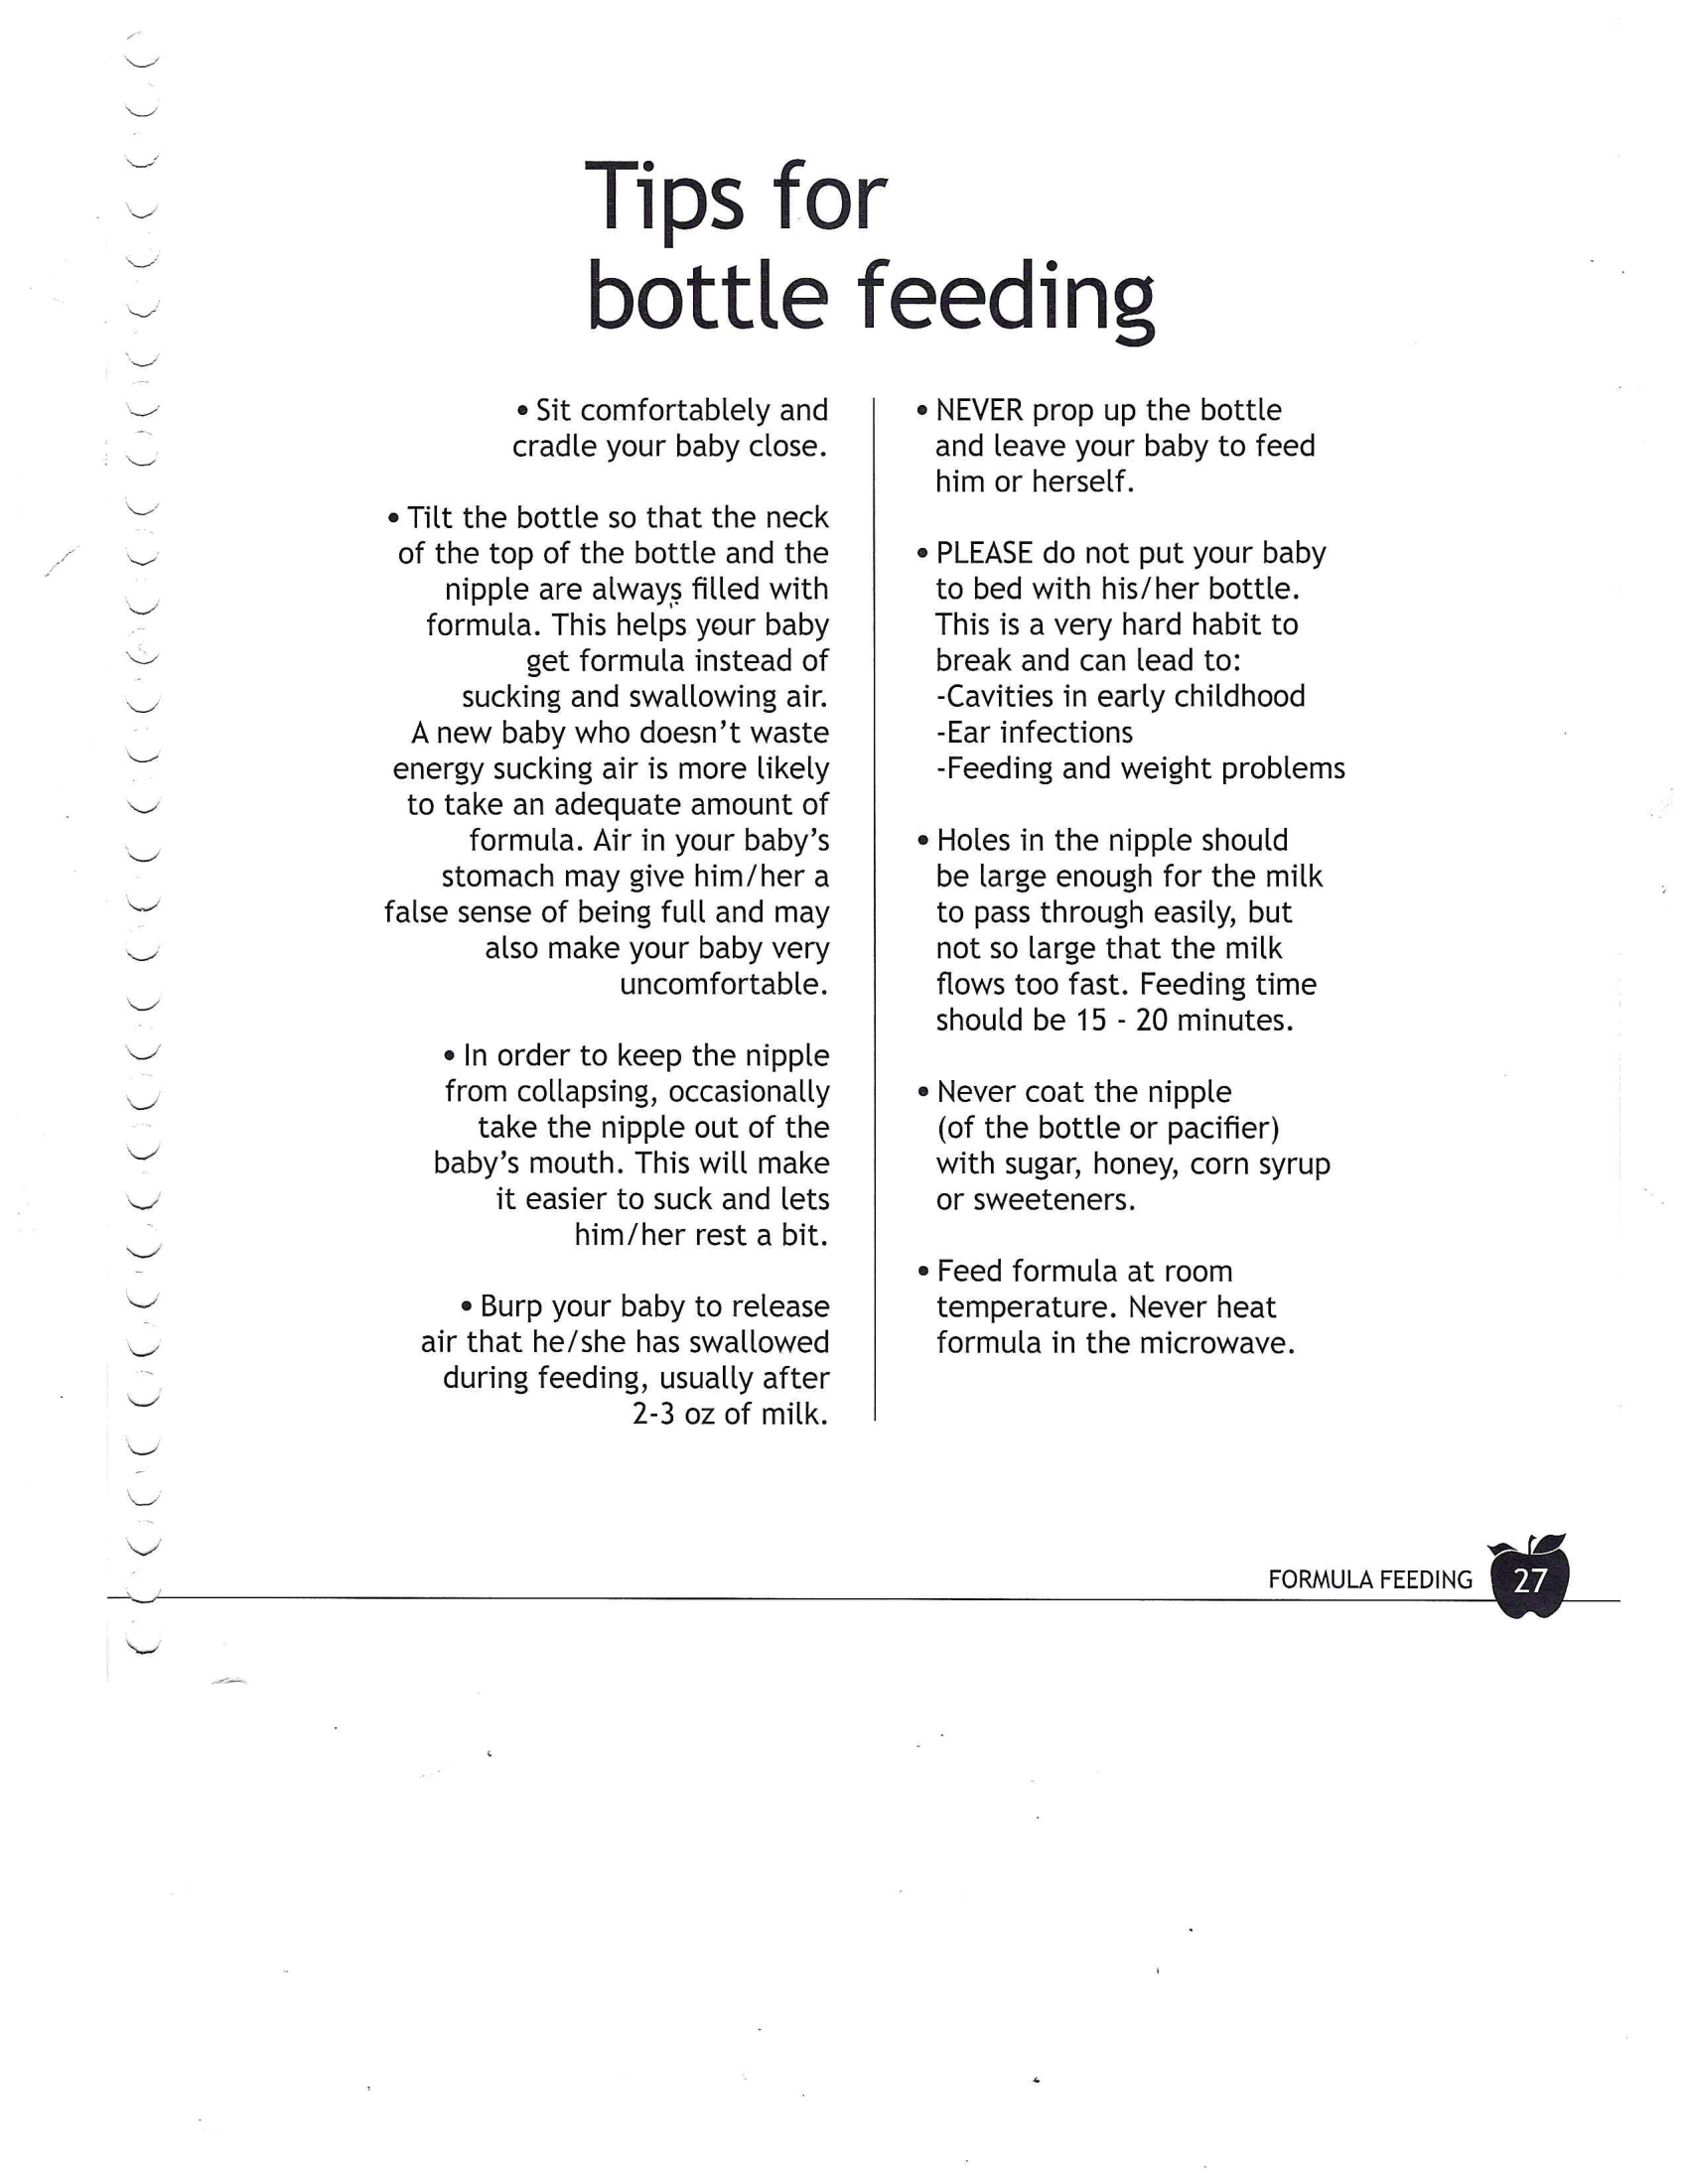 Tips for
bottle feeding
• Sit comfortablely and
cradle your baby close.
• Tilt the bottle so that the neck
of the top of the bottle and the
nipple are always filled with
formula. This helps your baby
get formula instead of
sucking and swallowing air.
A new baby who doesn't waste
energy sucking air is more likely
to take an adequate amount of
formula. Air in your baby's
stomach may give him/her a
false sense of being full and may
also make your baby very
uncomfortable.
• In order to keep the nipple
from collapsing, occasionally
take the nipple out of the
baby's mouth. This will make
it easier to suck and lets
him/her rest a bit.
• Burp your baby to release
air that he/she has swallowed
during feeding, usually after
2-3 oz of milk.
• NEVER prop up the bottle
and leave your baby to feed
him or herself.
• PLEASE do not put your baby
to bed with his/her bottle.
This is a very hard habit to
break and can lead to:
-Cavities in early childhood
-Ear infections
-Feeding and weight problems
• Holes in the nipple should
be large enough for the milk
to pass through easily, but
not so large that the milk
flows too fast. Feeding time
should be 15 - 20 minutes.
• Never coat the nipple
(of the bottle or pacifier)
with sugar, honey, corn syrup
or sweeteners.
• Feed formula at room
temperature. Never heat
formula in the microwave.
FORMULA FEEDING 27